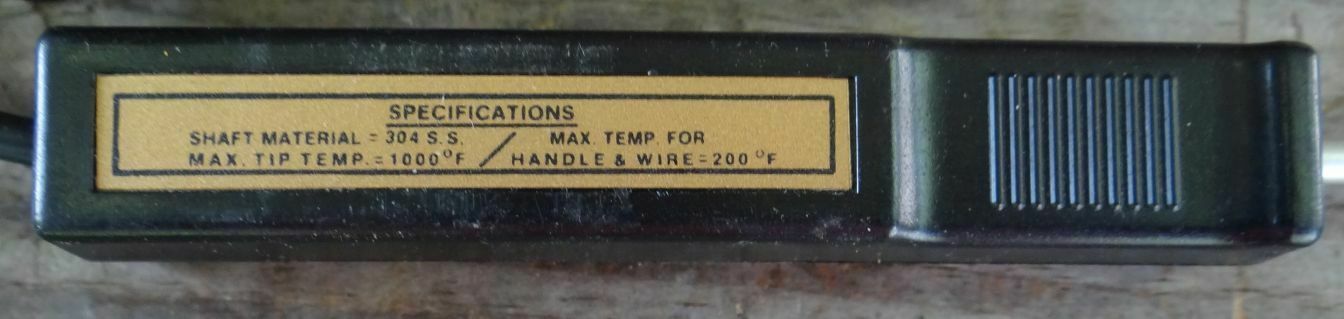 SPECIFICATIONS
SHAFT MATERIAL = 304 S.S. / MAX. TEMP. FOR
MAX. TIP TEMP.=1000°F / HANDLE & WIRE=200°F